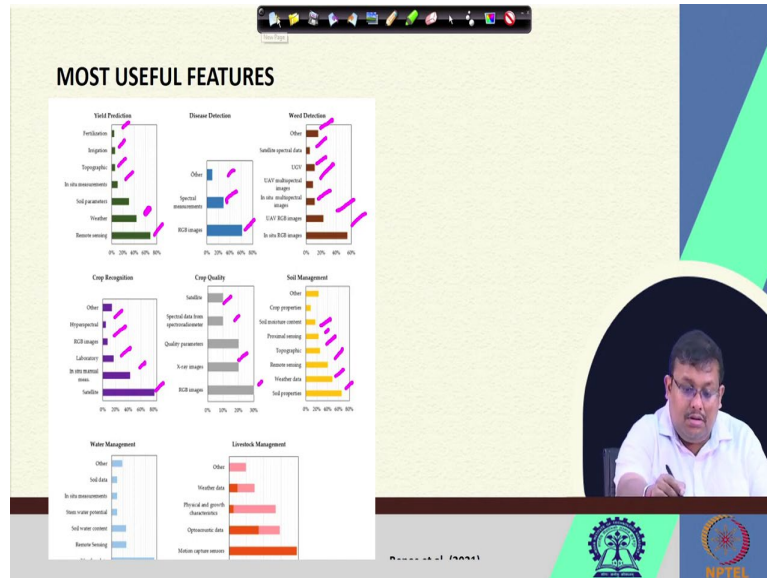 New Page
MOST USEFUL FEATURES
Yield Prediction
Fertilization
Irrigation
Topographic
In situ measurements
Soil parameters
Weather
Remote sensing
0% 20% 40% 60% 80%
Disease Detection
Other
Spectral
measurements
RGB images
0% 20% 40% 60% 80%
Weed Detection
Other
Satellite spectral data
UGV
UAV multispectral
images
In situ multispectral
images
UAV RGB images
In situ RGB images
0% 20% 40% 60%
Crop Recognition
Other
Hyperspectral
RGB images
Laboratory
In situ manual
meas.
Satellite
0% 20% 40% 60% 80%
Crop Quality
Satellite
Spectral data from
spectroradiometer
Quality parameters
X-ray images
RGB images
0% 10% 20% 30%
Soil Management
Other
Crop properties
Soil moisture content
Proximal sensing
Topographic
Remote sensing
Weather data
Soil properties
0% 20% 40% 60% 80%
Water Management
Other
Soil data
In situ measurements
Stem water potential
Soil water content
Remote Sensing
Livestock Management
Other
Weather data
Physical and growth
characteristics
Optoacoustic data
Motion capture sensors
et al. (2021)
NPTEL